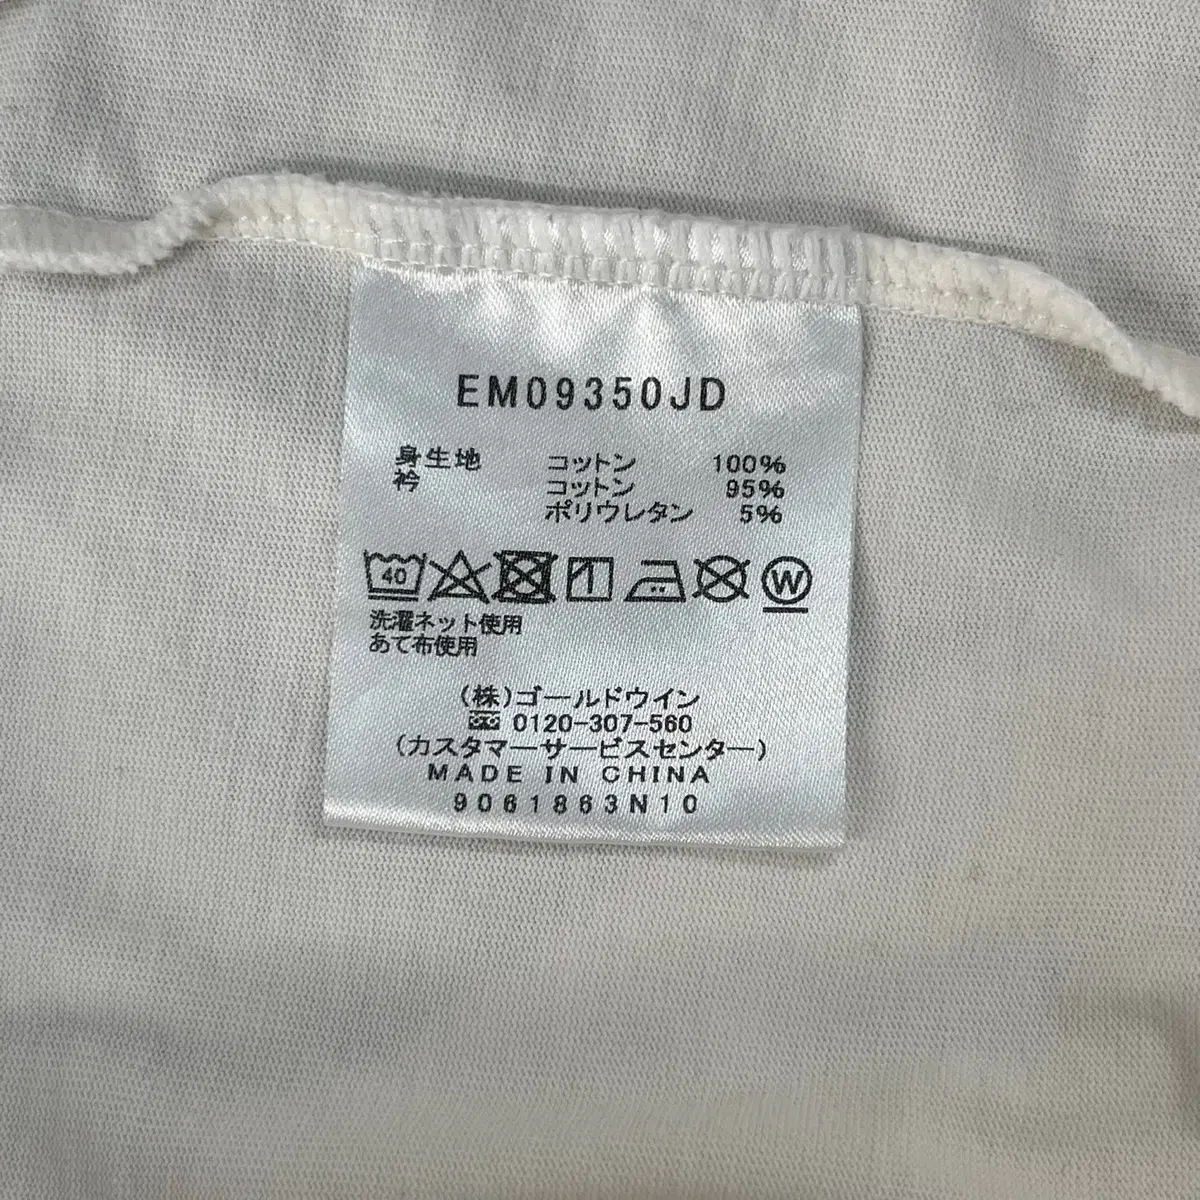 EM09350JD
身生地 コットン 100%
衿 コットン 95%
ポリウレタン 5%
40 W
洗濯ネット使用
あて布使用
(株)ゴールドウイン
0120-307-560
(カスタマーサービスセンター)
MADE IN CHINA
9061863N10